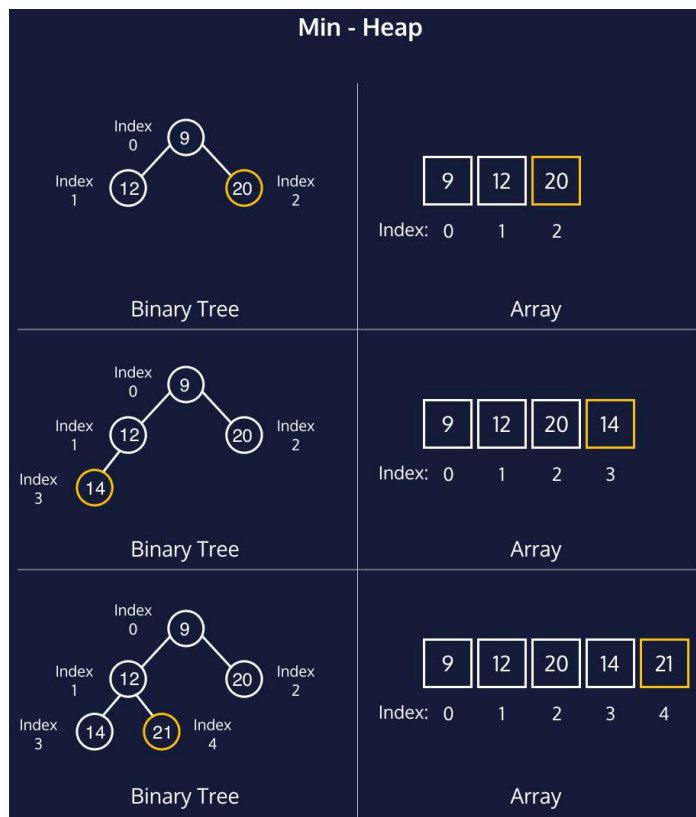 Min - Heap
Index
0
9
Index
1
12
20
Index
2
9 12 20
Index: 0 1 2
Binary Tree
Array
Index
0
9
Index
1
12
20
Index
2
Index
3
14
9 12 20 14
Index: 0 1 2 3
Binary Tree
Array
Index
0
9
Index
1
12
20
Index
2
Index
3
14
21
Index
4
9 12 20 14 21
Index: 0 1 2 3 4
Binary Tree
Array